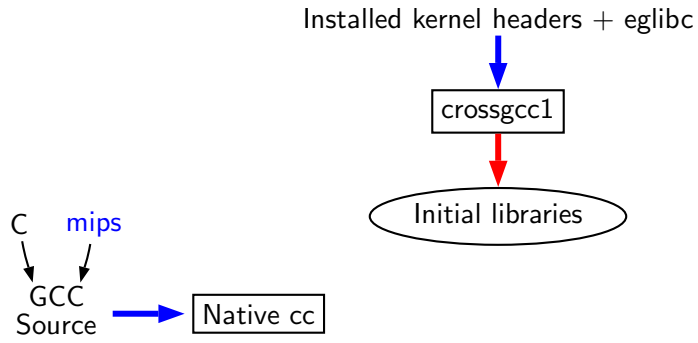 Installed kernel headers + eglibc
crossgcc1
Initial libraries
C
mips
GCC
Source
Native cc